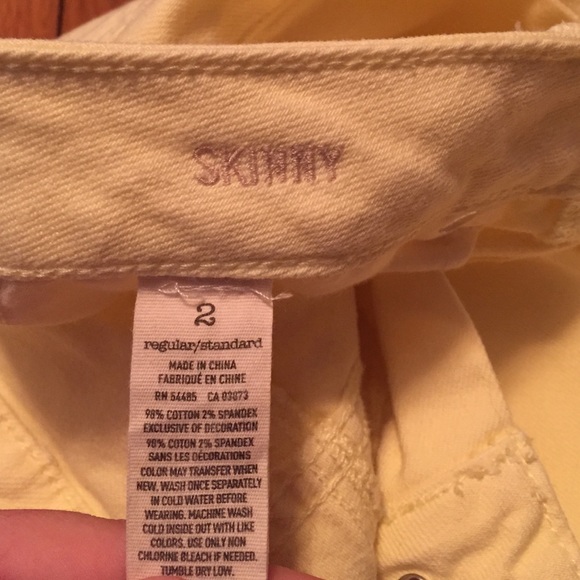 SKINNY
2
regular/standard
MADE IN CHINA
FABRIQUÉ EN CHINE
RN 54485 CA 03073
98% COTTON 2% SPANDEX
EXCLUSIVE OF DECORATION
98% COTON 2% SPANDEX
SANS LES DÉCORATIONS
COLOR MAY TRANSFER WHEN
NEW. WASH ONCE SEPARATELY
IN COLD WATER BEFORE
WEARING. MACHINE WASH
COLD INSIDE OUT WITH LIKE
COLORS. USE ONLY NON
CHLORINE BLEACH IF NEEDED.
TUMBLE DRY LOW.